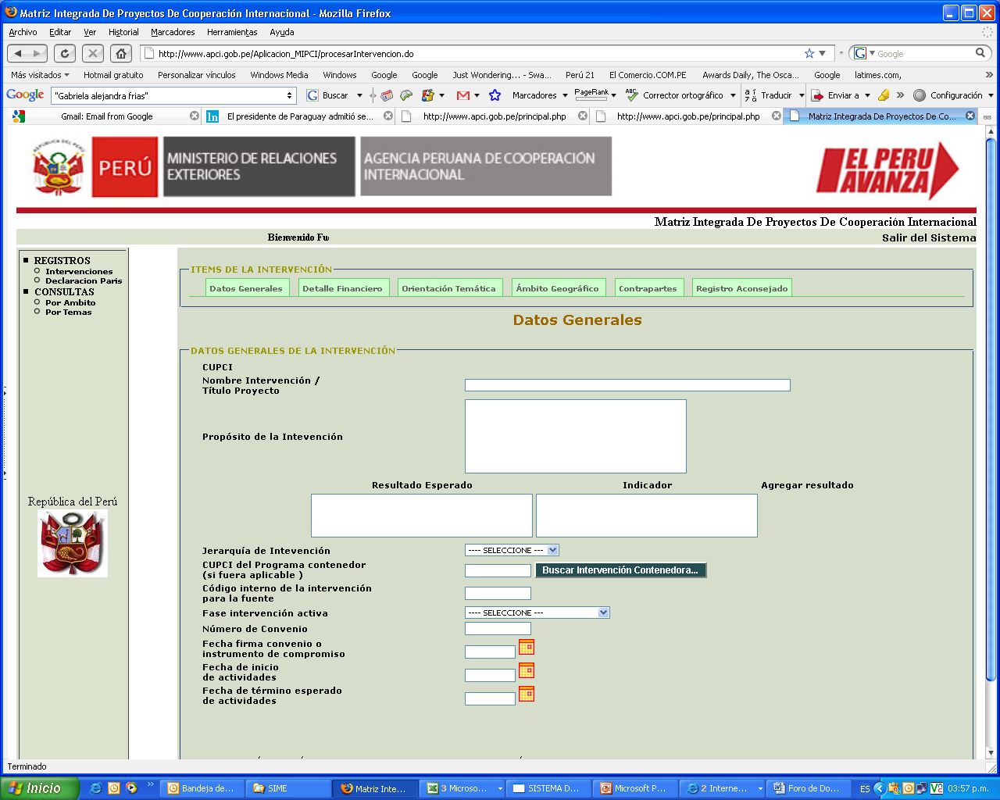 Matriz Integrada De Proyectos De Cooperación Internacional - Mozilla Firefox
Archivo Editar Ver Historial Marcadores Herramientas Ayuda
http://www.apci.gob.pe/Aplicacion_MIPCI/procesarIntervencion.do
G Google
Más visitados Hotmail gratuito Personalizar vínculos Windows Media Windows Google Google Just Wondering... - Swa... Perú 21 El Comercio.COM.PE Awards Daily, The Osca... Google latimes.com,
Google "Gabriela alejandra frias" G Buscar Marcadores PageRank ABC Corrector ortográfico Traducir Enviar a Configuración
Gmail: Email from Google In El presidente de Paraguay admitió se... http://www.apci.gob.pe/principal.php http://www.apci.gob.pe/principal.php Matriz Integrada De Proyectos De Co...
REPUBLICA DEL PERU
PERÚ
MINISTERIO DE RELACIONES
EXTERIORES
AGENCIA PERUANA DE COOPERACIÓN
INTERNACIONAL
EL PERU
AVANZA
Matriz Integrada De Proyectos De Cooperación Internacional
Bienvenido Fw
Salir del Sistema
REGISTROS
Intervenciones
Declaracion Paris
CONSULTAS
Por Ambito
Por Temas
República del Perú
ITEMS DE LA INTERVENCIÓN
Datos Generales Detalle Financiero Orientación Temática Ámbito Geográfico Contrapartes Registro Aconsejado
Datos Generales
DATOS GENERALES DE LA INTERVENCIÓN
CUPCI
Nombre Intervención /
Título Proyecto
Propósito de la Intevención
Resultado Esperado Indicador Agregar resultado
Jerarquía de Intevención ---- SELECCIONE ---
CUPCI del Programa contenedor
(si fuera aplicable )
Buscar Intervención Contenedora...
Código interno de la intervención
para la fuente
Fase intervención activa ---- SELECCIONE ---
Número de Convenio
Fecha firma convenio o
instrumento de compromiso
Fecha de inicio
de actividades
Fecha de término esperado
de actividades
Terminado
Inicio Bandeja de... SIME Matriz Inte... 3 Microso... SISTEMA D... Microsoft P... 2 Interne... Foro de Do... ES 03:57 p.m.